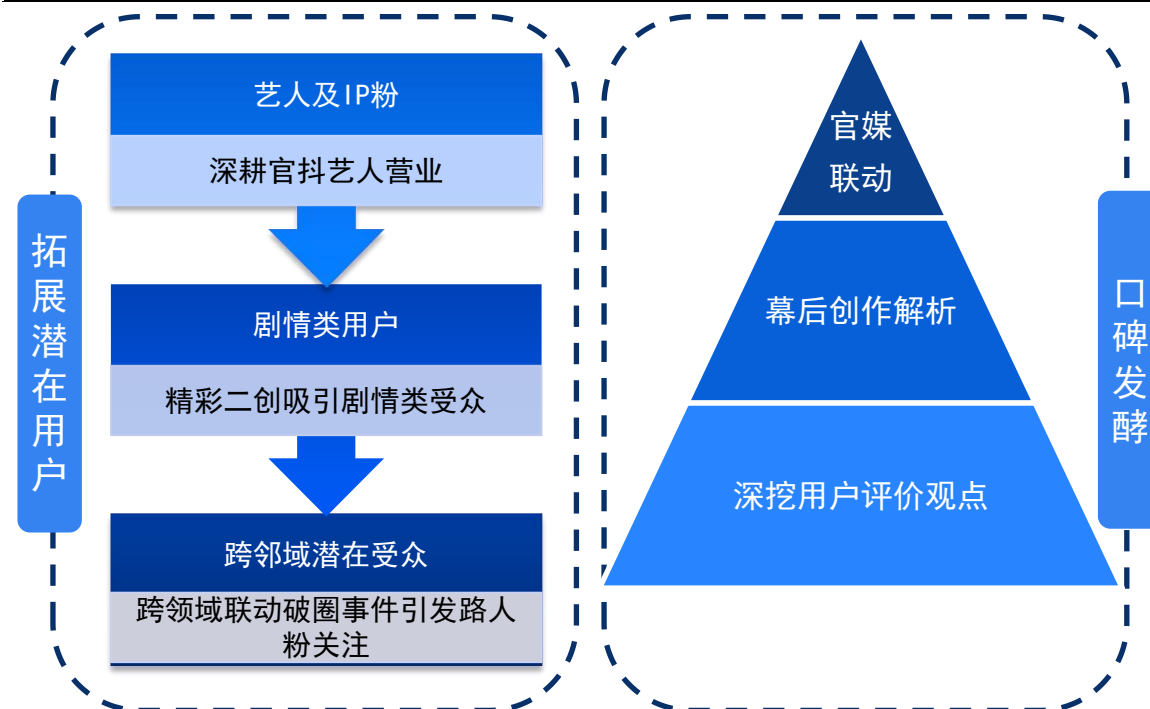 拓展潜在用户
艺人及IP粉
深耕官抖艺人营业
剧情类用户
精彩二创吸引剧情类受众
跨邻域潜在受众
跨领域联动破圈事件引发路人
粉关注
官媒
联动
幕后创作解析
深挖用户评价观点
口碑发酵